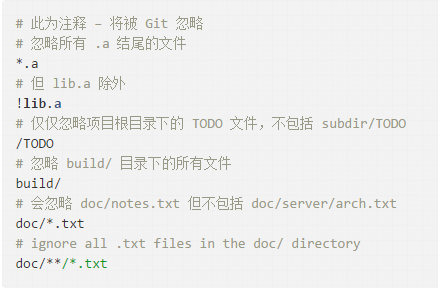 # 此为注释 – 将被 Git 忽略
# 忽略所有 .a 结尾的文件
*.a
# 但 lib.a 除外
!lib.a
# 仅仅忽略项目根目录下的 TODO 文件，不包括 subdir/TODO
/TODO
# 忽略 build/ 目录下的所有文件
build/
# 会忽略 doc/notes.txt 但不包括 doc/server/arch.txt
doc/*.txt
# ignore all .txt files in the doc/ directory
doc/**/*.txt